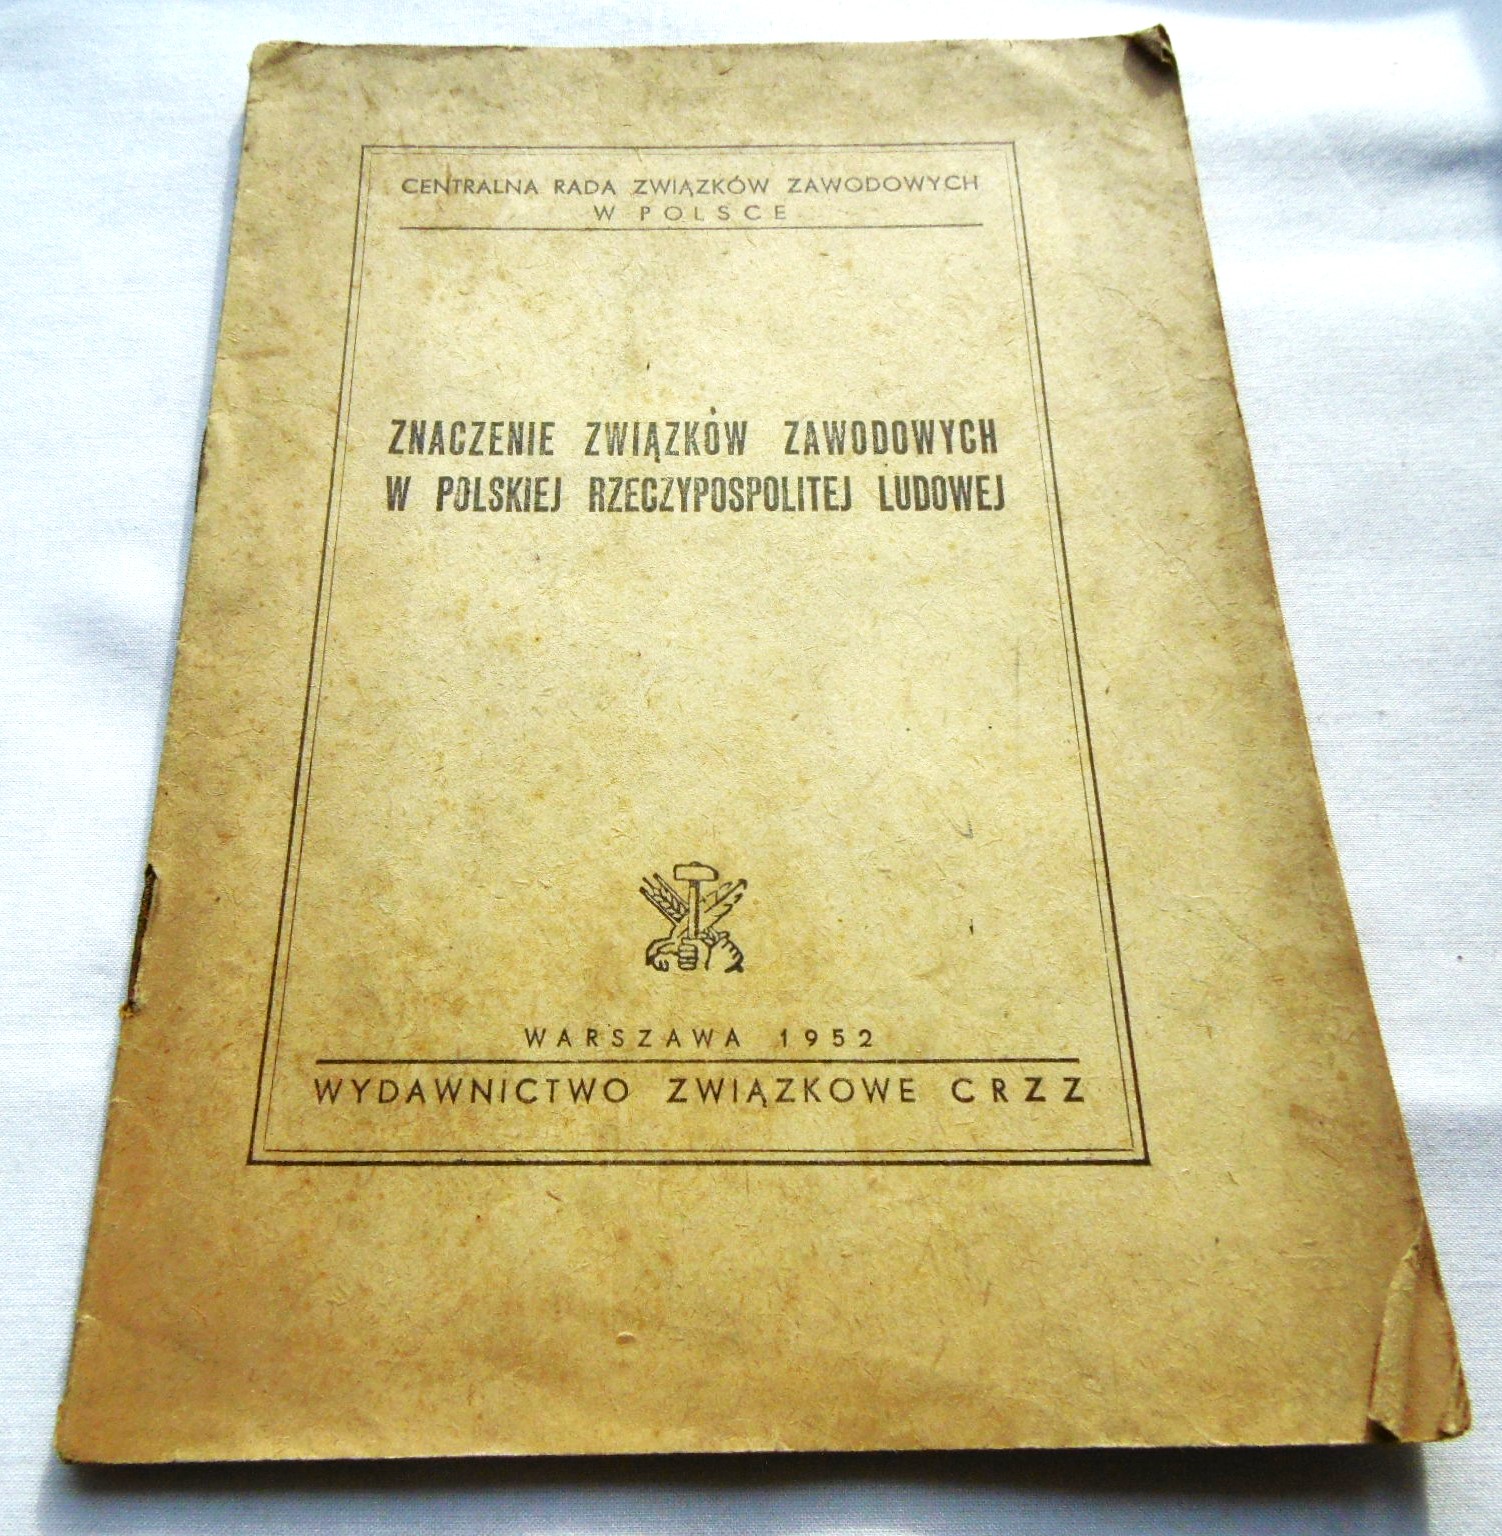 CENTRALNA RADA ZWIĄZKÓW ZAWODOWYCH
W POLSCE
ZNACZENIE ZWIĄZKÓW ZAWODOWYCH
W POLSKIEJ RZECZYPOSPOLITEJ LUDOWEJ
WARSZAWA 1952
WYDAWNICTWO ZWIĄZKOWE CRZZ